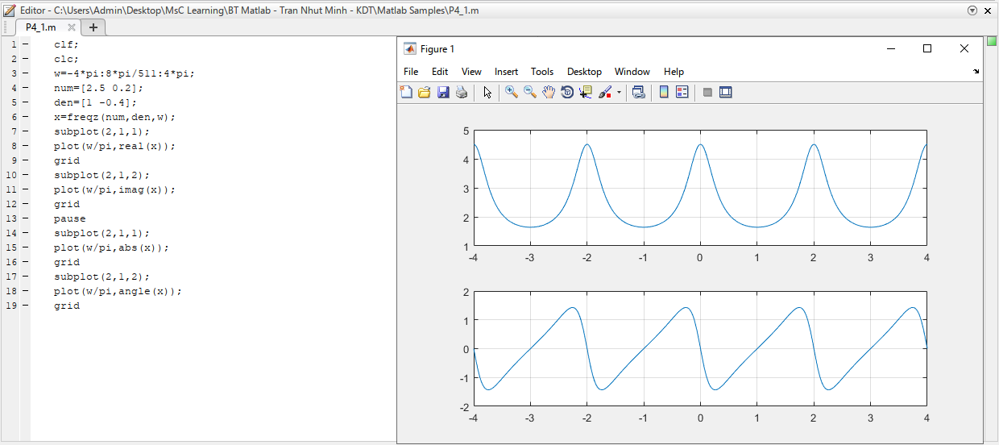 Editor - C:\Users\Admin\Desktop\MsC Learning\BT Matlab - Tran Nhut Minh - KDT\Matlab Samples\P4_1.m
P4_1.m
1 clf;
2 clc;
3 w=-4*pi:8*pi/511:4*pi;
4 num=[2.5 0.2];
5 den=[1 -0.4];
6 x=freqz(num,den,w);
7 subplot(2,1,1);
8 plot(w/pi,real(x));
9 grid
10 subplot(2,1,2);
11 plot(w/pi,imag(x));
12 grid
13 pause
14 subplot(2,1,1);
15 plot(w/pi,abs(x));
16 grid
17 subplot(2,1,2);
18 plot(w/pi,angle(x));
19 grid
Figure 1
File Edit View Insert Tools Desktop Window Help
5
4
3
2
1
-4 -3 -2 -1 0 1 2 3 4
2
1
0
-1
-2
-4 -3 -2 -1 0 1 2 3 4